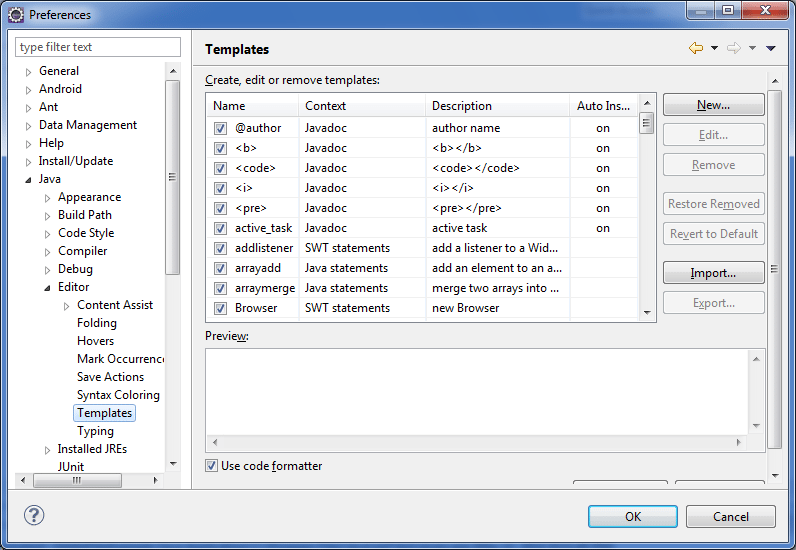 Preferences
type filter text
Templates
General
Android
Ant
Data Management
Help
Install/Update
Java
Appearance
Build Path
Code Style
Compiler
Debug
Editor
Content Assist
Folding
Hovers
Mark Occurrenc
Save Actions
Syntax Coloring
Templates
Typing
Installed JREs
JUnit
Create, edit or remove templates:
Name Context Description Auto Ins...
@author Javadoc author name on
<b> Javadoc <b></b> on
<code> Javadoc <code></code> on
<i> Javadoc <i></i> on
<pre> Javadoc <pre></pre> on
active_task Javadoc active task on
addlistener SWT statements add a listener to a Wid...
arrayadd Java statements add an element to an a...
arraymerge Java statements merge two arrays into ...
Browser SWT statements new Browser
New...
Edit...
Remove
Restore Removed
Revert to Default
Import...
Export...
Preview:
Use code formatter
?
OK
Cancel